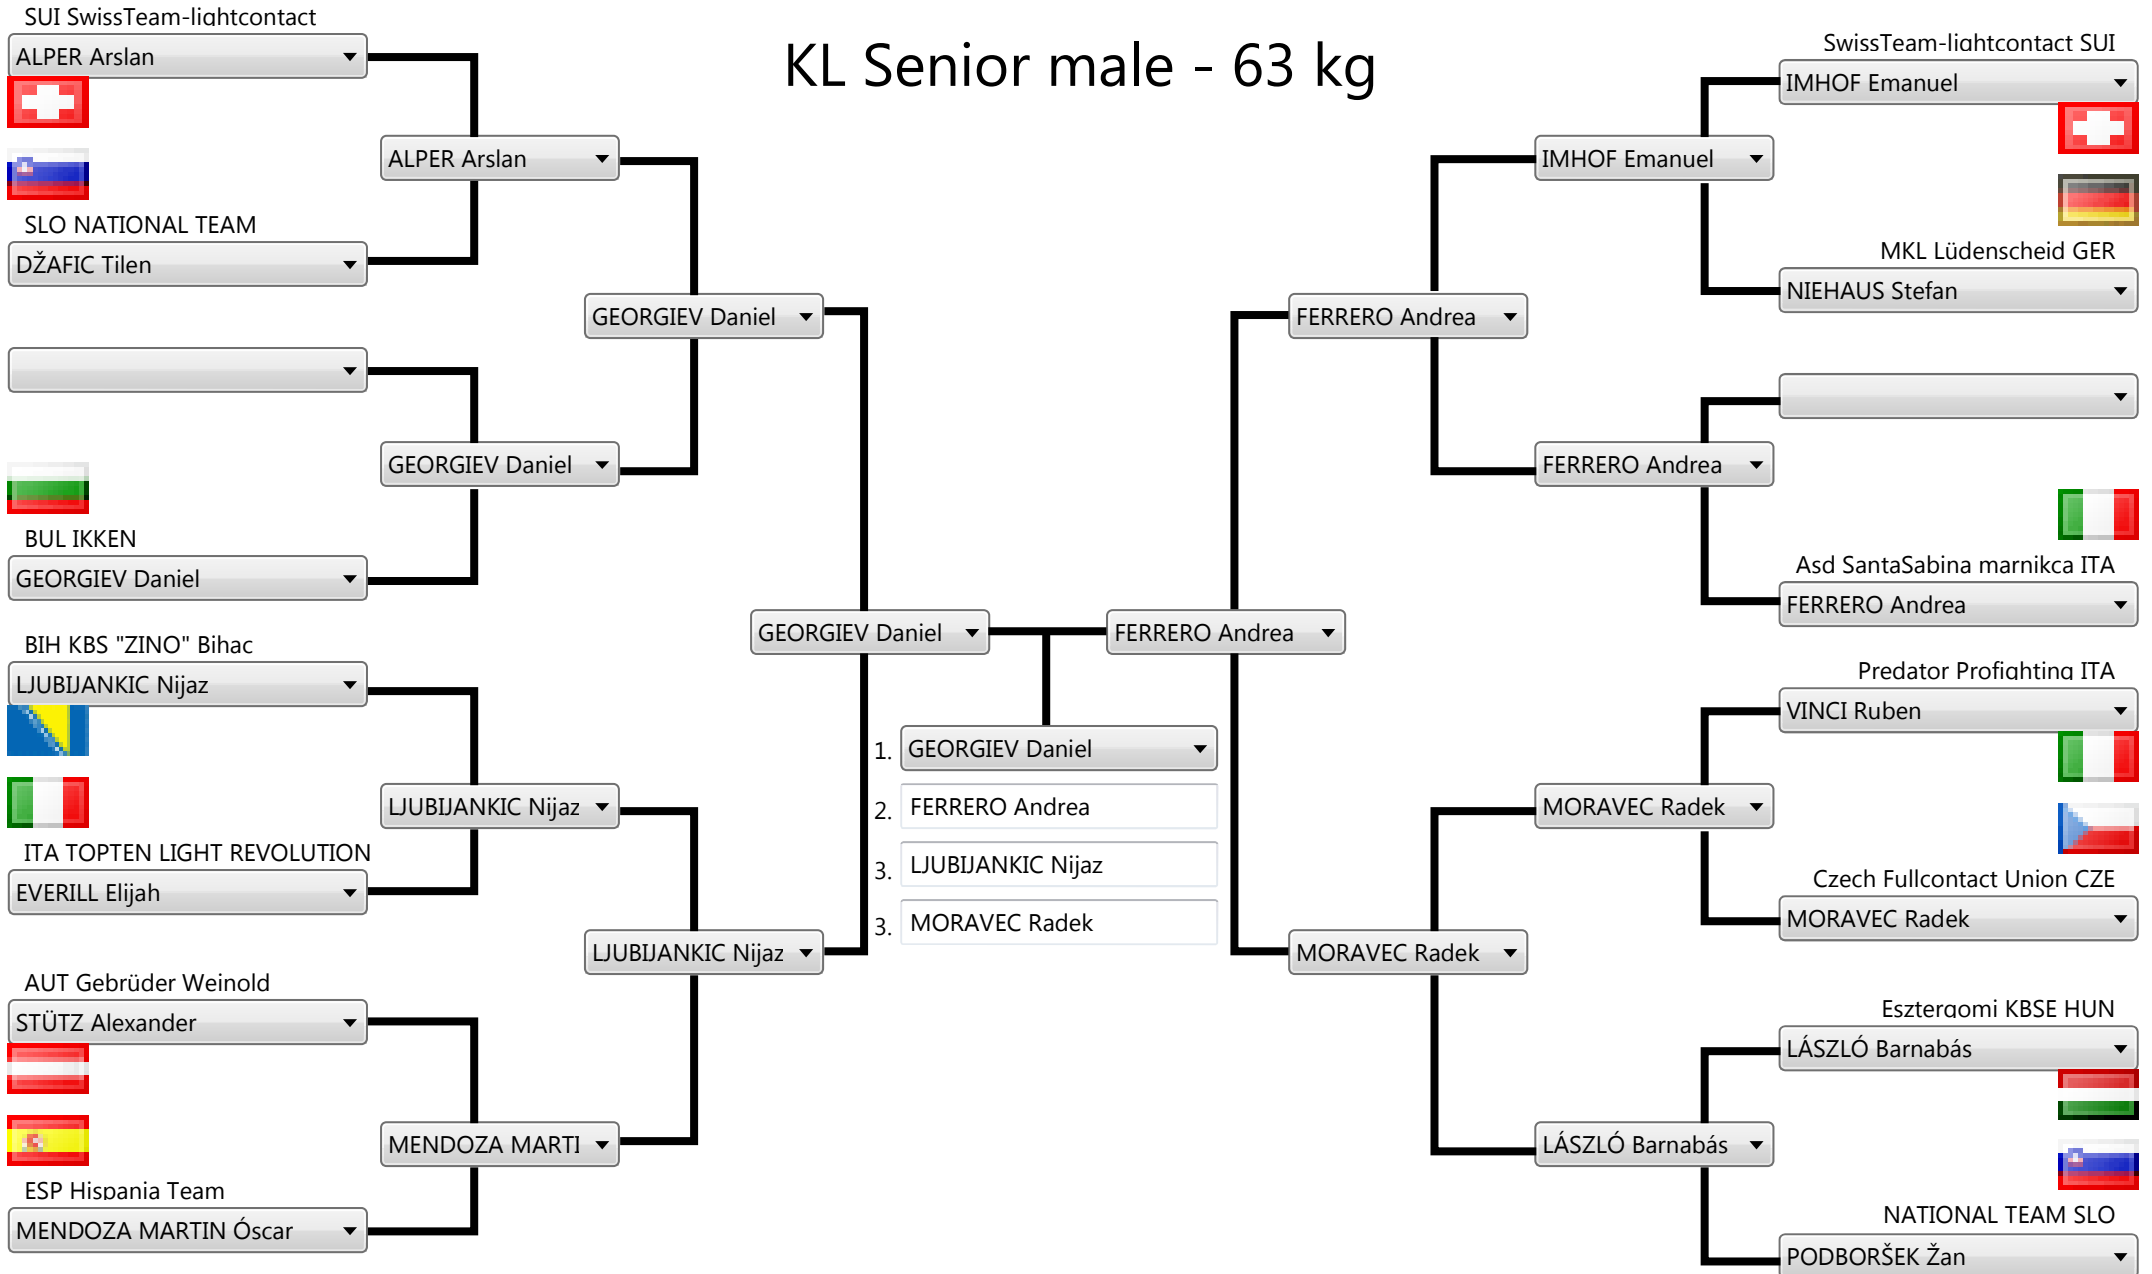 KL Senior male - 63 kg
SUI SwissTeam-lightcontact
ALPER Arslan
SLO NATIONAL TEAM
DŽAFIC Tilen
BUL IKKEN
GEORGIEV Daniel
BIH KBS "ZINO" Bihac
LJUBIJANKIC Nijaz
ITA TOPTEN LIGHT REVOLUTION
EVERILL Elijah
AUT Gebrüder Weinold
STÜTZ Alexander
ESP Hispania Team
MENDOZA MARTIN Óscar
ALPER Arslan
GEORGIEV Daniel
LJUBIJANKIC Nijaz
MENDOZA MARTI
GEORGIEV Daniel
LJUBIJANKIC Nijaz
GEORGIEV Daniel
FERRERO Andrea
1. GEORGIEV Daniel
2. FERRERO Andrea
3. LJUBIJANKIC Nijaz
3. MORAVEC Radek
FERRERO Andrea
MORAVEC Radek
IMHOF Emanuel
FERRERO Andrea
MORAVEC Radek
LÁSZLÓ Barnabás
SwissTeam-lightcontact SUI
IMHOF Emanuel
MKL Lüdenscheid GER
NIEHAUS Stefan
Asd SantaSabina marnikca ITA
FERRERO Andrea
Predator Profighting ITA
VINCI Ruben
Czech Fullcontact Union CZE
MORAVEC Radek
Esztergomi KBSE HUN
LÁSZLÓ Barnabás
NATIONAL TEAM SLO
PODBORŠEK Žan